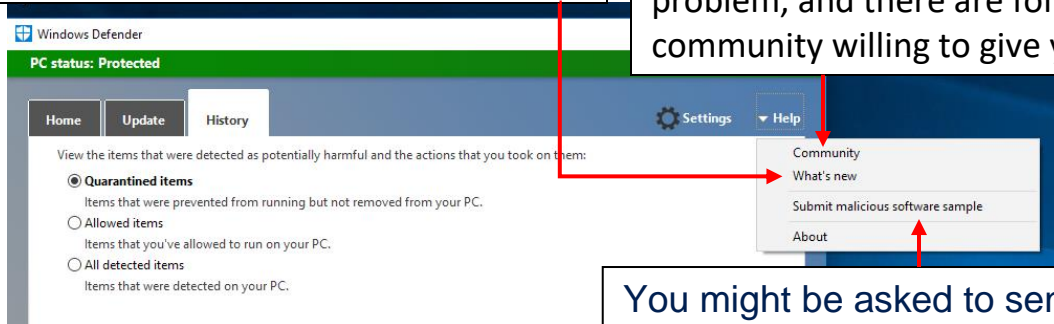 problem, and there are
community willing to give
Windows Defender
PC status: Protected
Home Update History Settings Help
View the items that were detected as potentially harmful and the actions that you took on them:
Quarantined items
Items that were prevented from running but not removed from your PC.
Allowed items
Items that you've allowed to run on your PC.
All detected items
Items that were detected on your PC.
Community
What's new
Submit malicious software sample
About
You might be asked to